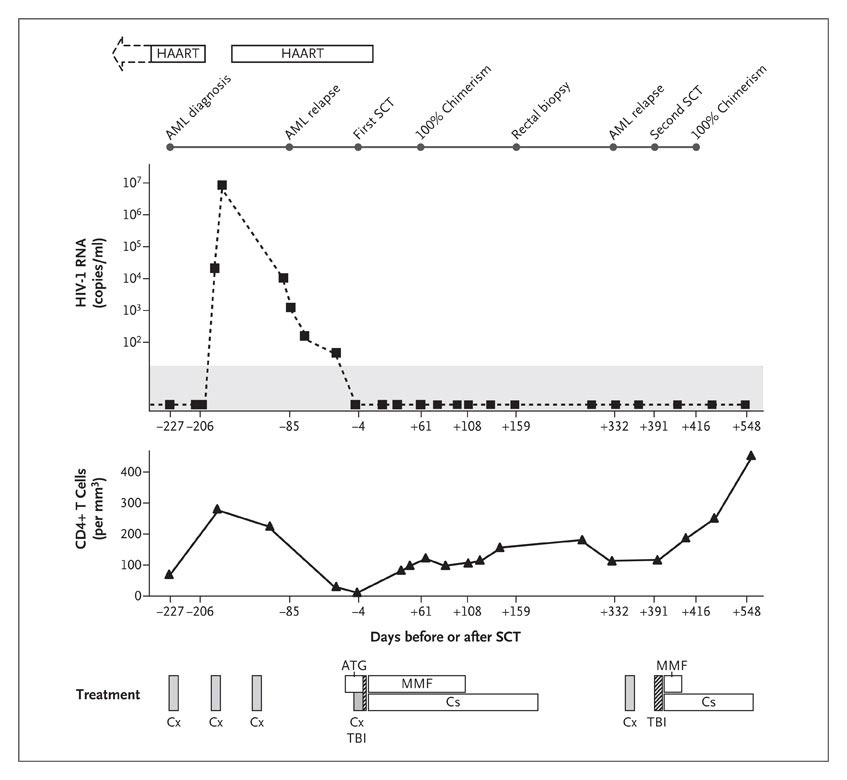 HAART HAART
AML diagnosis
AML relapse
First SCT
100% Chimerism
Rectal biopsy
AML relapse
Second SCT
100% Chimerism
HIV-1 RNA
(copies/ml)
10⁷
10⁶
10⁵
10⁴
10³
10²
−227 −206 −85 −4 +61 +108 +159 +332 +391 +416 +548
CD4+ T Cells
(per mm³)
400
300
200
100
0
−227 −206 −85 −4 +61 +108 +159 +332 +391 +416 +548
Days before or after SCT
Treatment
ATG MMF
MMF
Cs Cs
Cx Cx Cx Cx Cx TBI
TBI